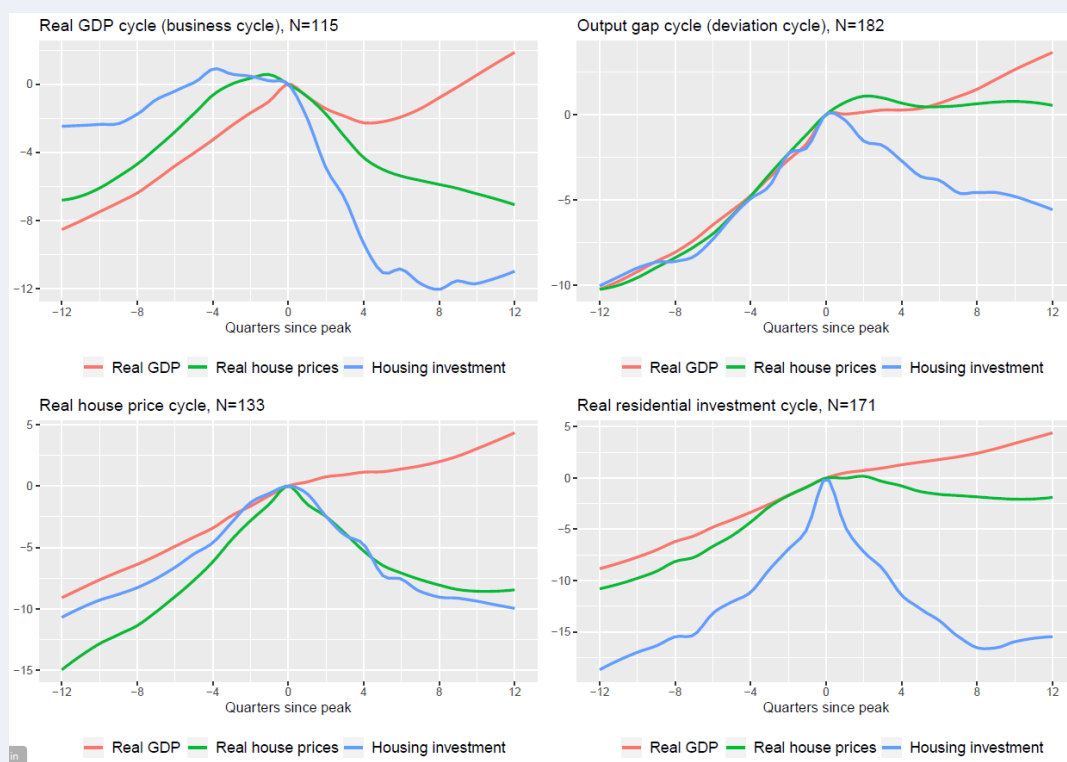 Real GDP cycle (business cycle), N=115
0
−4
−8
−12
−12 −8 −4 0 4 8 12
Quarters since peak
Real GDP Real house prices Housing investment
Output gap cycle (deviation cycle), N=182
0
−5
−10
−12 −8 −4 0 4 8 12
Quarters since peak
Real GDP Real house prices Housing investment
Real house price cycle, N=133
5
0
−5
−10
−15
−12 −8 −4 0 4 8 12
Quarters since peak
Real GDP Real house prices Housing investment
Real residential investment cycle, N=171
5
0
−5
−10
−15
−12 −8 −4 0 4 8 12
Quarters since peak
Real GDP Real house prices Housing investment
in